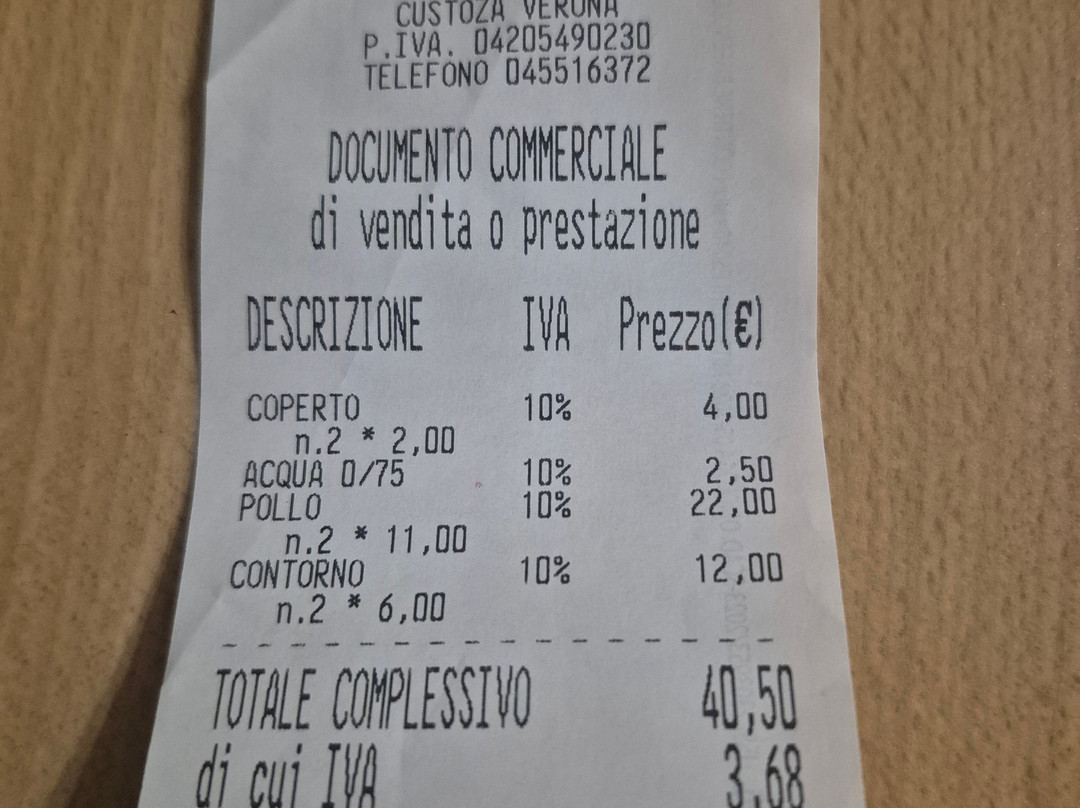 CUSTOZA VERONA
P.IVA. 04205490230
TELEFONO 045516372
DOCUMENTO COMMERCIALE
di vendita o prestazione
DESCRIZIONE IVA Prezzo(€)
COPERTO 10% 4,00
n.2 * 2,00
ACQUA 0/75 10% 2,50
POLLO 10% 22,00
n.2 * 11,00
CONTORNO 10% 12,00
n.2 * 6,00
TOTALE COMPLESSIVO 40,50
di cui IVA 3,68